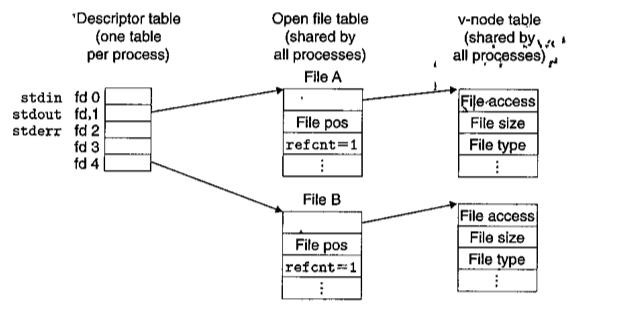 Descriptor table
(one table
per process)
Open file table
(shared by
all processes)
v-node table
(shared by
all processes)
File A
stdin fd 0
stdout fd 1
stderr fd 2
fd 3
fd 4
File pos
refcnt=1
⋮
File access
File size
File type
⋮
File B
File pos
refcnt=1
⋮
File access
File size
File type
⋮